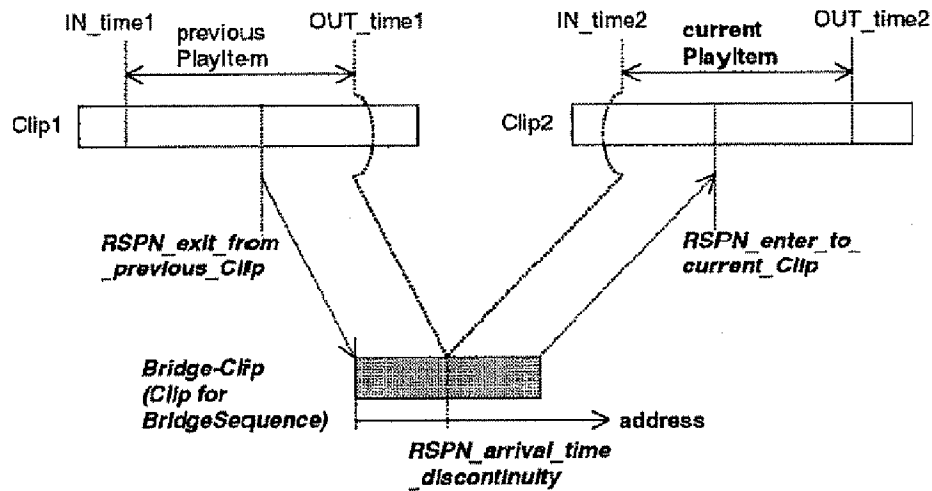 IN_time1
previous
PlayItem
OUT_time1
IN_time2
current
PlayItem
OUT_time2
Clip1
Clip2
RSPN_exit_from
_previous_Clip
RSPN_enter_to_
current_Clip
Bridge-Clip
(Clip for
BridgeSequence)
address
RSPN_arrival_time
_discontinuity